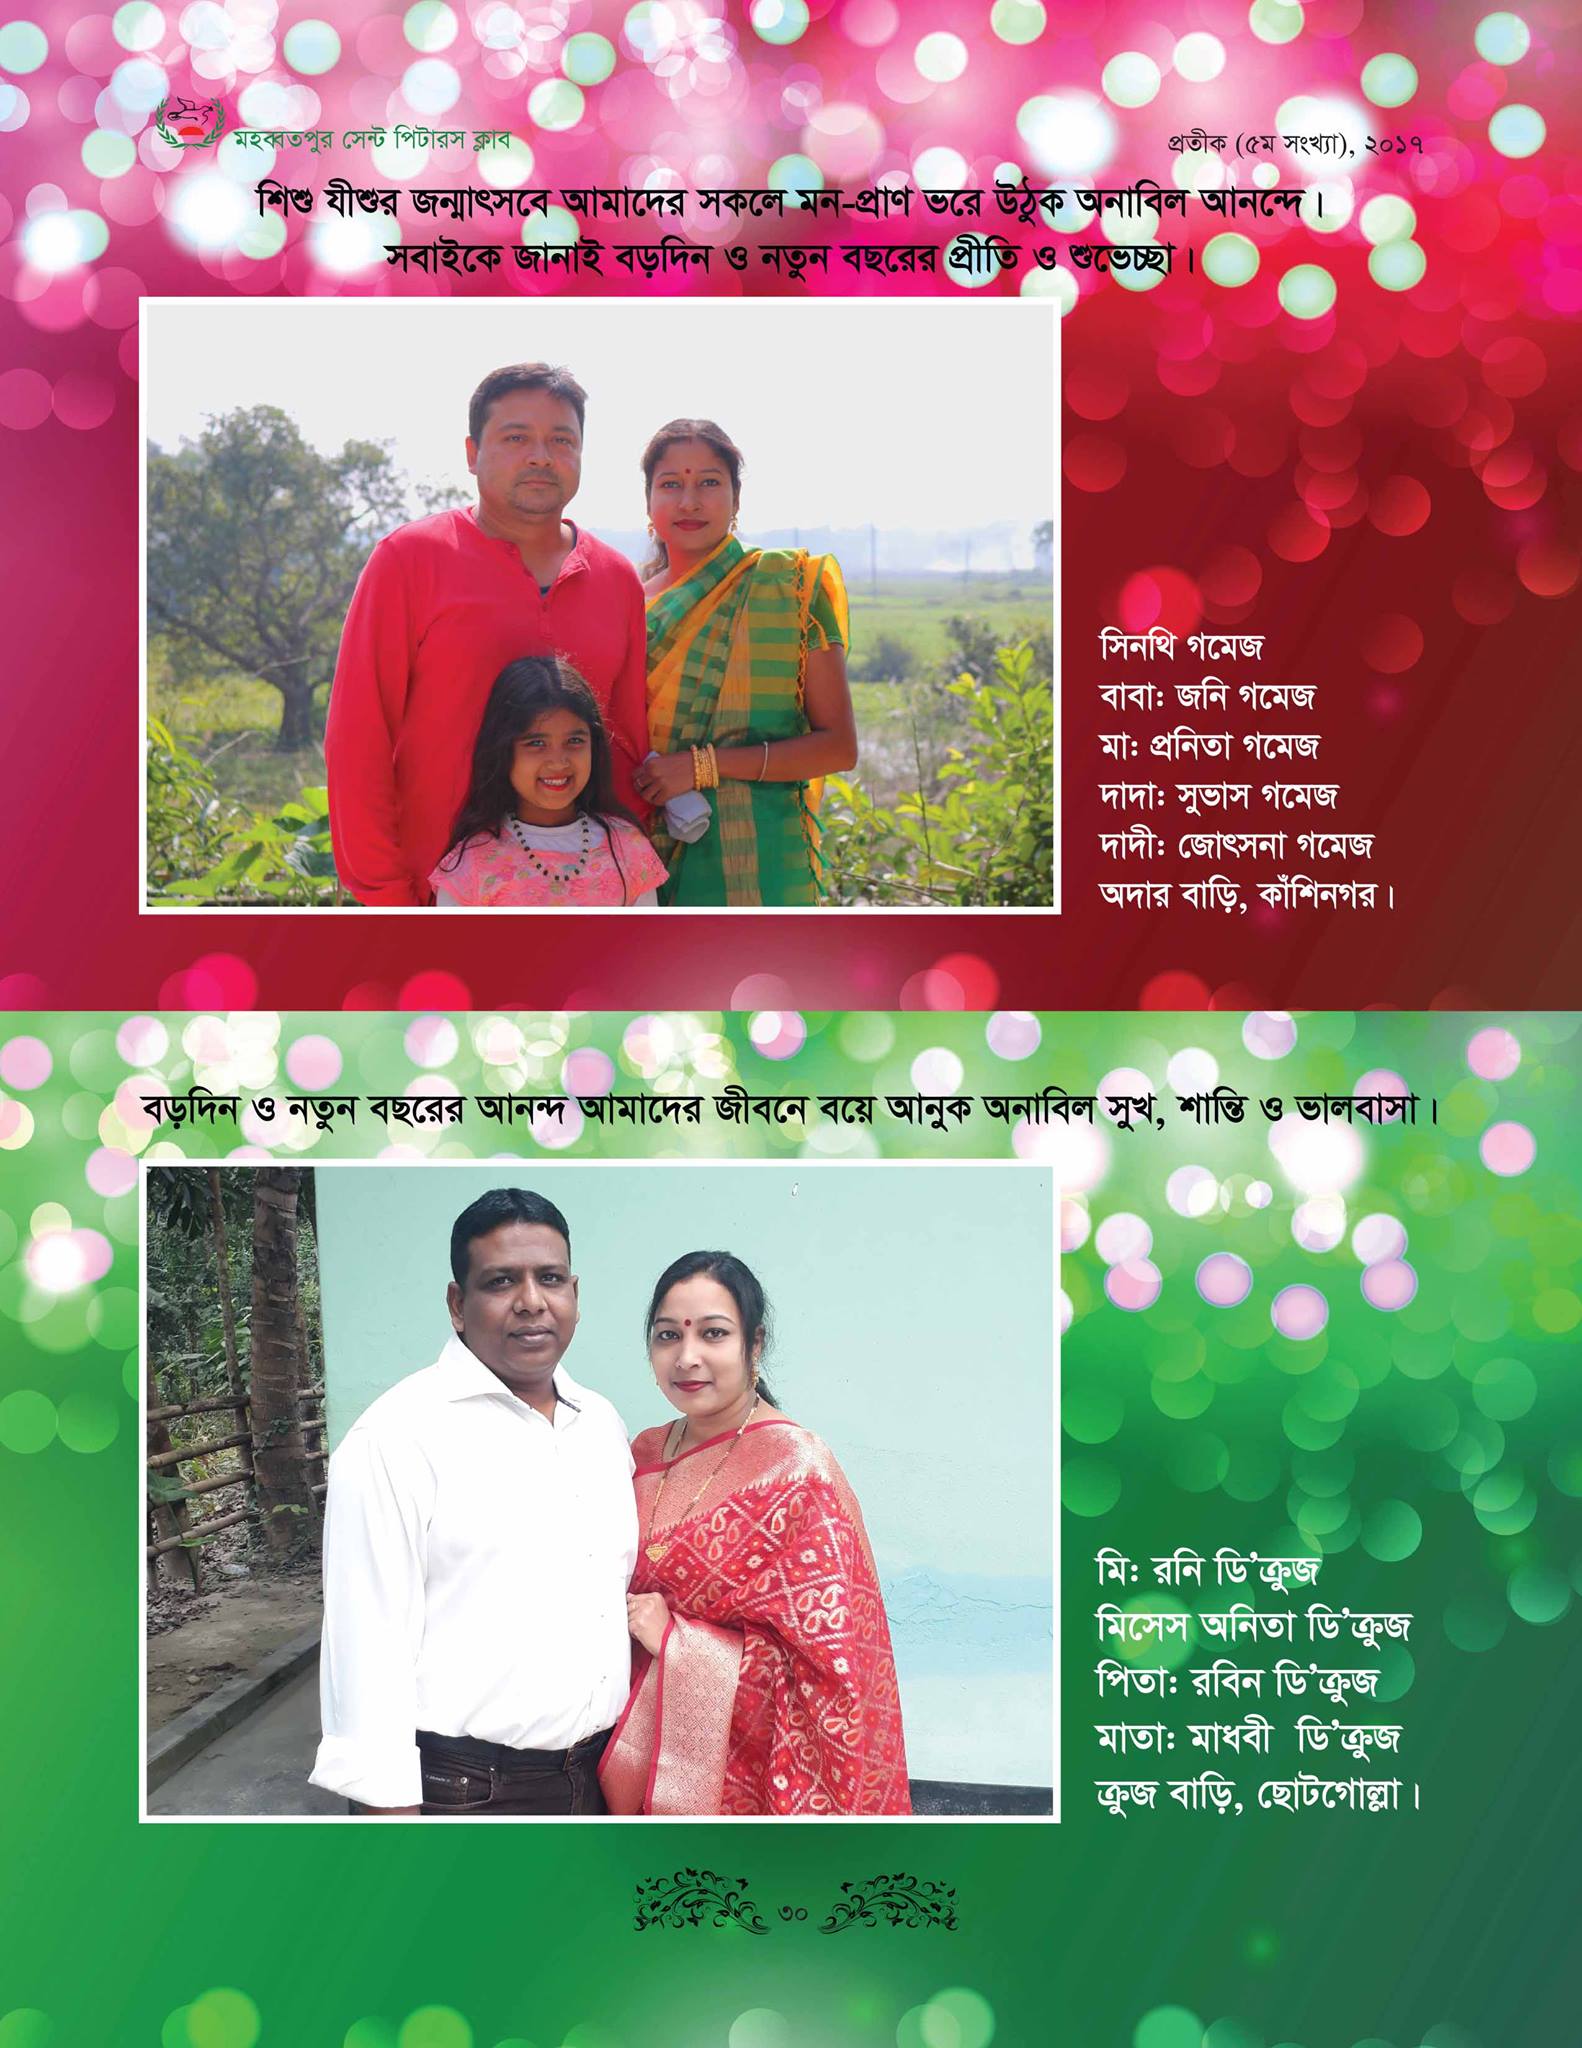 মহব্বতপুর সেন্ট পিটারস ক্লাব
প্রতীক (৫ম সংখ্যা), ২০১৭
শিশু যীশুর জন্মাৎসবে আমাদের সকলে মন-প্রাণ ভরে উঠুক অনাবিল আনন্দে।
সবাইকে জানাই বড়দিন ও নতুন বছরের প্রীতি ও শুভেচ্ছা।
সিনথি গমেজ
বাবা: জনি গমেজ
মা: প্রনিতা গমেজ
দাদা: সুভাস গমেজ
দাদী: জোৎসনা গমেজ
অদার বাড়ি, কাঁশিনগর।
বড়দিন ও নতুন বছরের আনন্দ আমাদের জীবনে বয়ে আনুক অনাবিল সুখ, শান্তি ও ভালবাসা।
মি: রনি ডি’ক্রুজ
মিসেস অনিতা ডি’ক্রুজ
পিতা: রবিন ডি’ক্রুজ
মাতা: মাধবী ডি’ক্রুজ
ক্রুজ বাড়ি, ছোটগোল্লা।
৩০